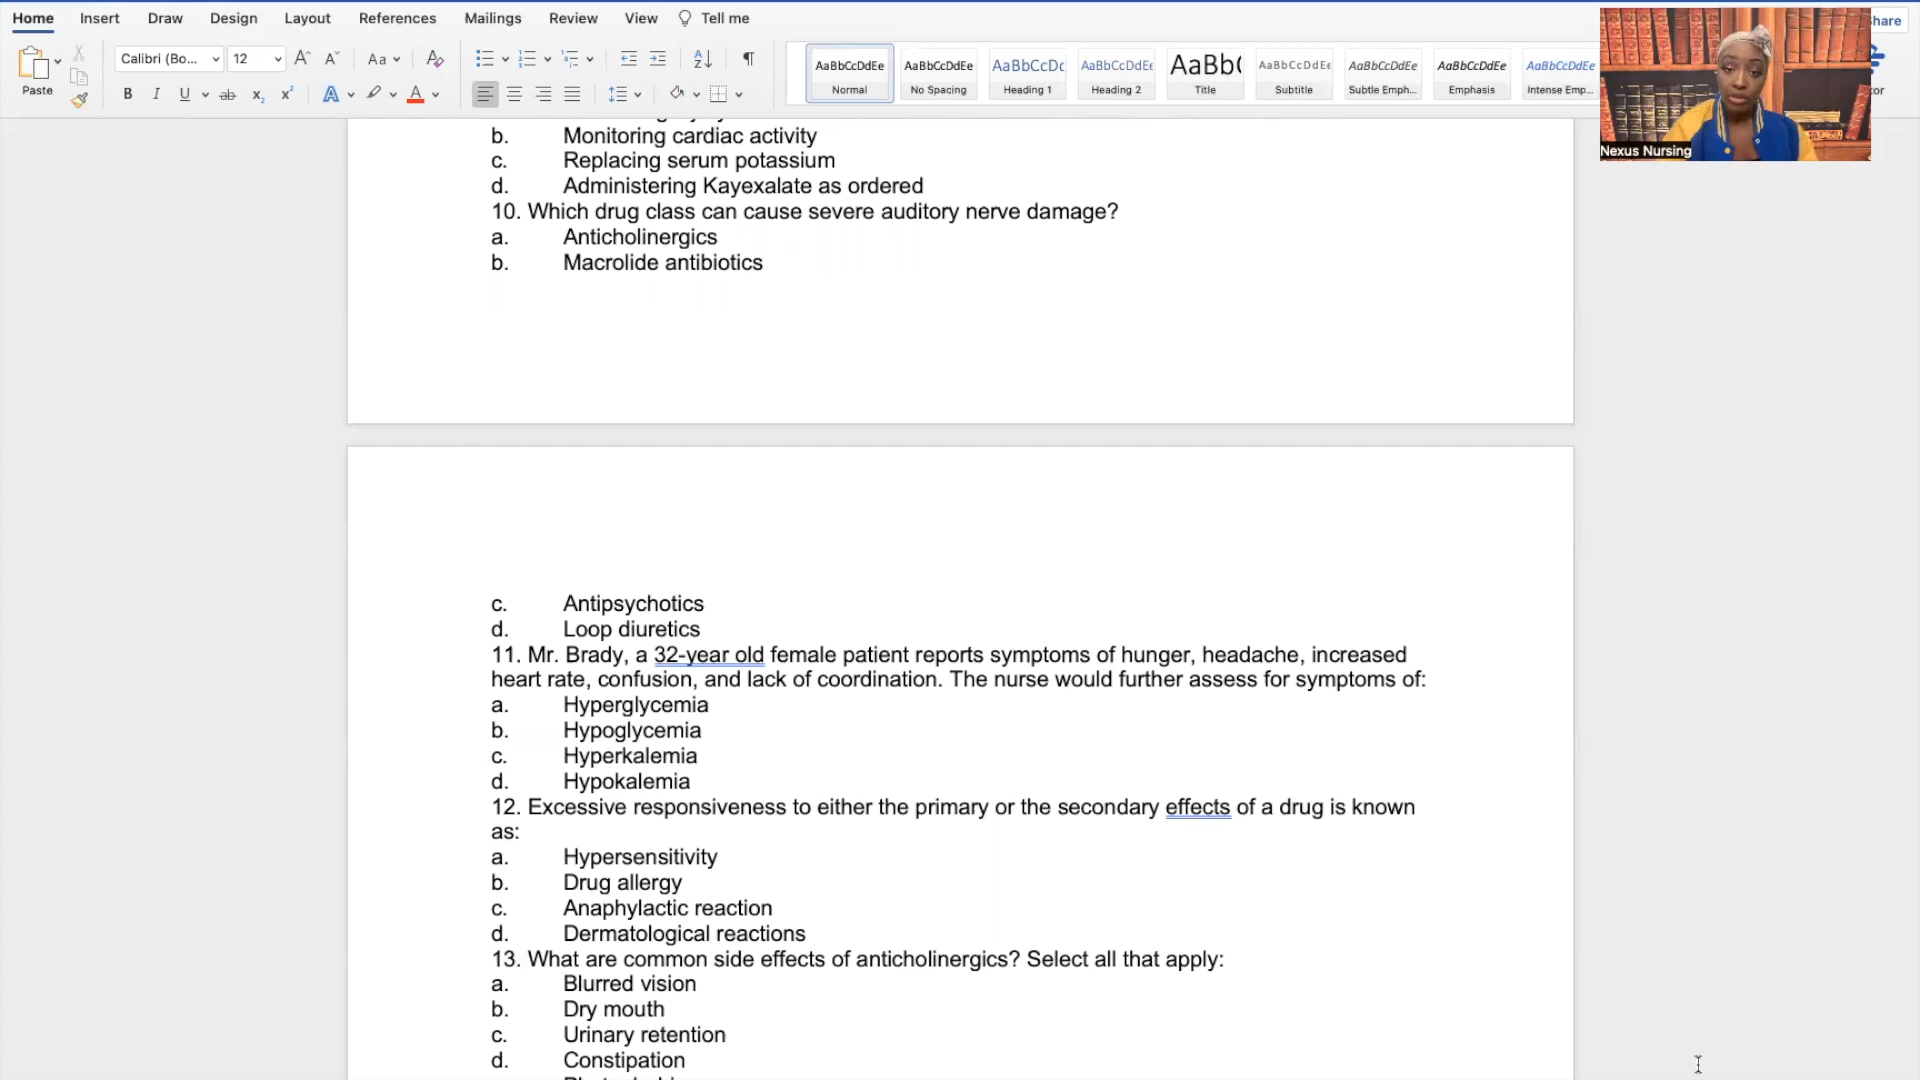 Home Insert Draw Design Layout References Mailings Review View Tell me
hare
Calibri (Bo... 12
Paste
AaBbCcDdEe AaBbCcDdEe AaBbCcDc AaBbCcDdEe AaBb( AaBbCcDdEe AaBbCcDdEe AaBbCcDdEe AaBbCcDdEe
Normal No Spacing Heading 1 Heading 2 Title Subtitle Subtle Emph... Emphasis Intense Emp...
Nexus Nursing
b. Monitoring cardiac activity
c. Replacing serum potassium
d. Administering Kayexalate as ordered
10. Which drug class can cause severe auditory nerve damage?
a. Anticholinergics
b. Macrolide antibiotics
c. Antipsychotics
d. Loop diuretics
11. Mr. Brady, a 32-year old female patient reports symptoms of hunger, headache, increased
heart rate, confusion, and lack of coordination. The nurse would further assess for symptoms of:
a. Hyperglycemia
b. Hypoglycemia
c. Hyperkalemia
d. Hypokalemia
12. Excessive responsiveness to either the primary or the secondary effects of a drug is known
as:
a. Hypersensitivity
b. Drug allergy
c. Anaphylactic reaction
d. Dermatological reactions
13. What are common side effects of anticholinergics? Select all that apply:
a. Blurred vision
b. Dry mouth
c. Urinary retention
d. Constipation